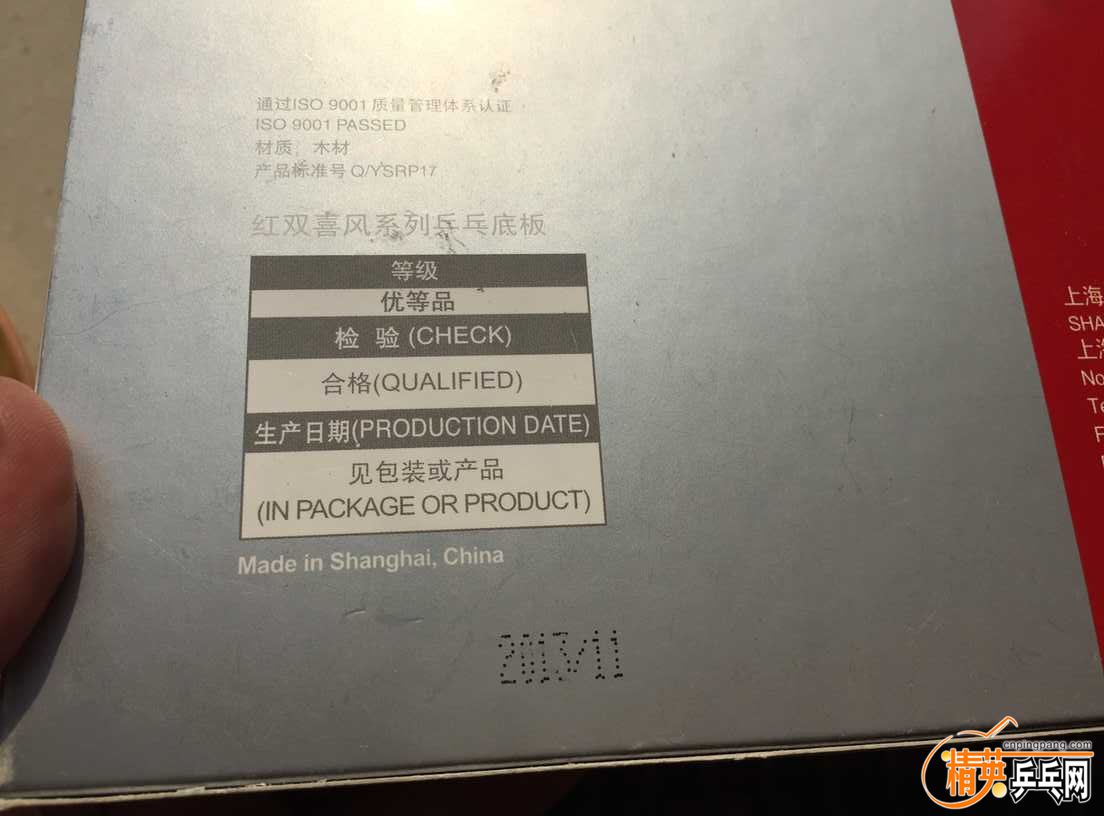 通过ISO 9001质量管理体系认证
ISO 9001 PASSED
材质：木材
产品标准号 Q/YSRP17
红双喜风系列乒乓底板
等级
优等品
检 验 (CHECK)
合格(QUALIFIED)
生产日期(PRODUCTION DATE)
见包装或产品
(IN PACKAGE OR PRODUCT)
Made in Shanghai, China
2013/11
上海
SHA
上海
No
Te
F
cnpingpang.com
精英乒乓网